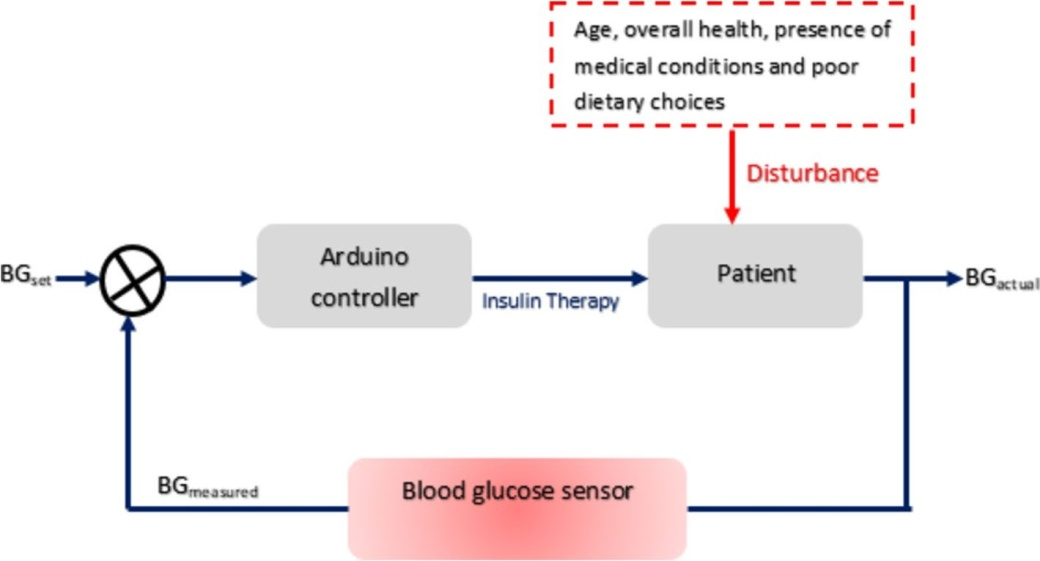 Age, overall health, presence of
medical conditions and poor
dietary choices
Disturbance
BGset
Arduino
controller
Insulin Therapy
Patient
BGactual
BGmeasured
Blood glucose sensor